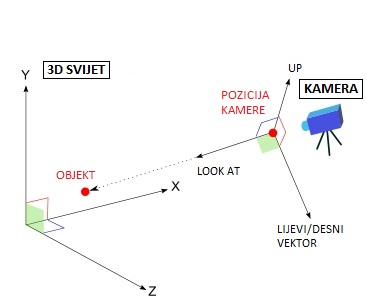 3D SVIJET
Y
UP
KAMERA
POZICIJA
KAMERE
OBJEKT
LOOK AT
X
LIJEVI/DESNI
VEKTOR
Z